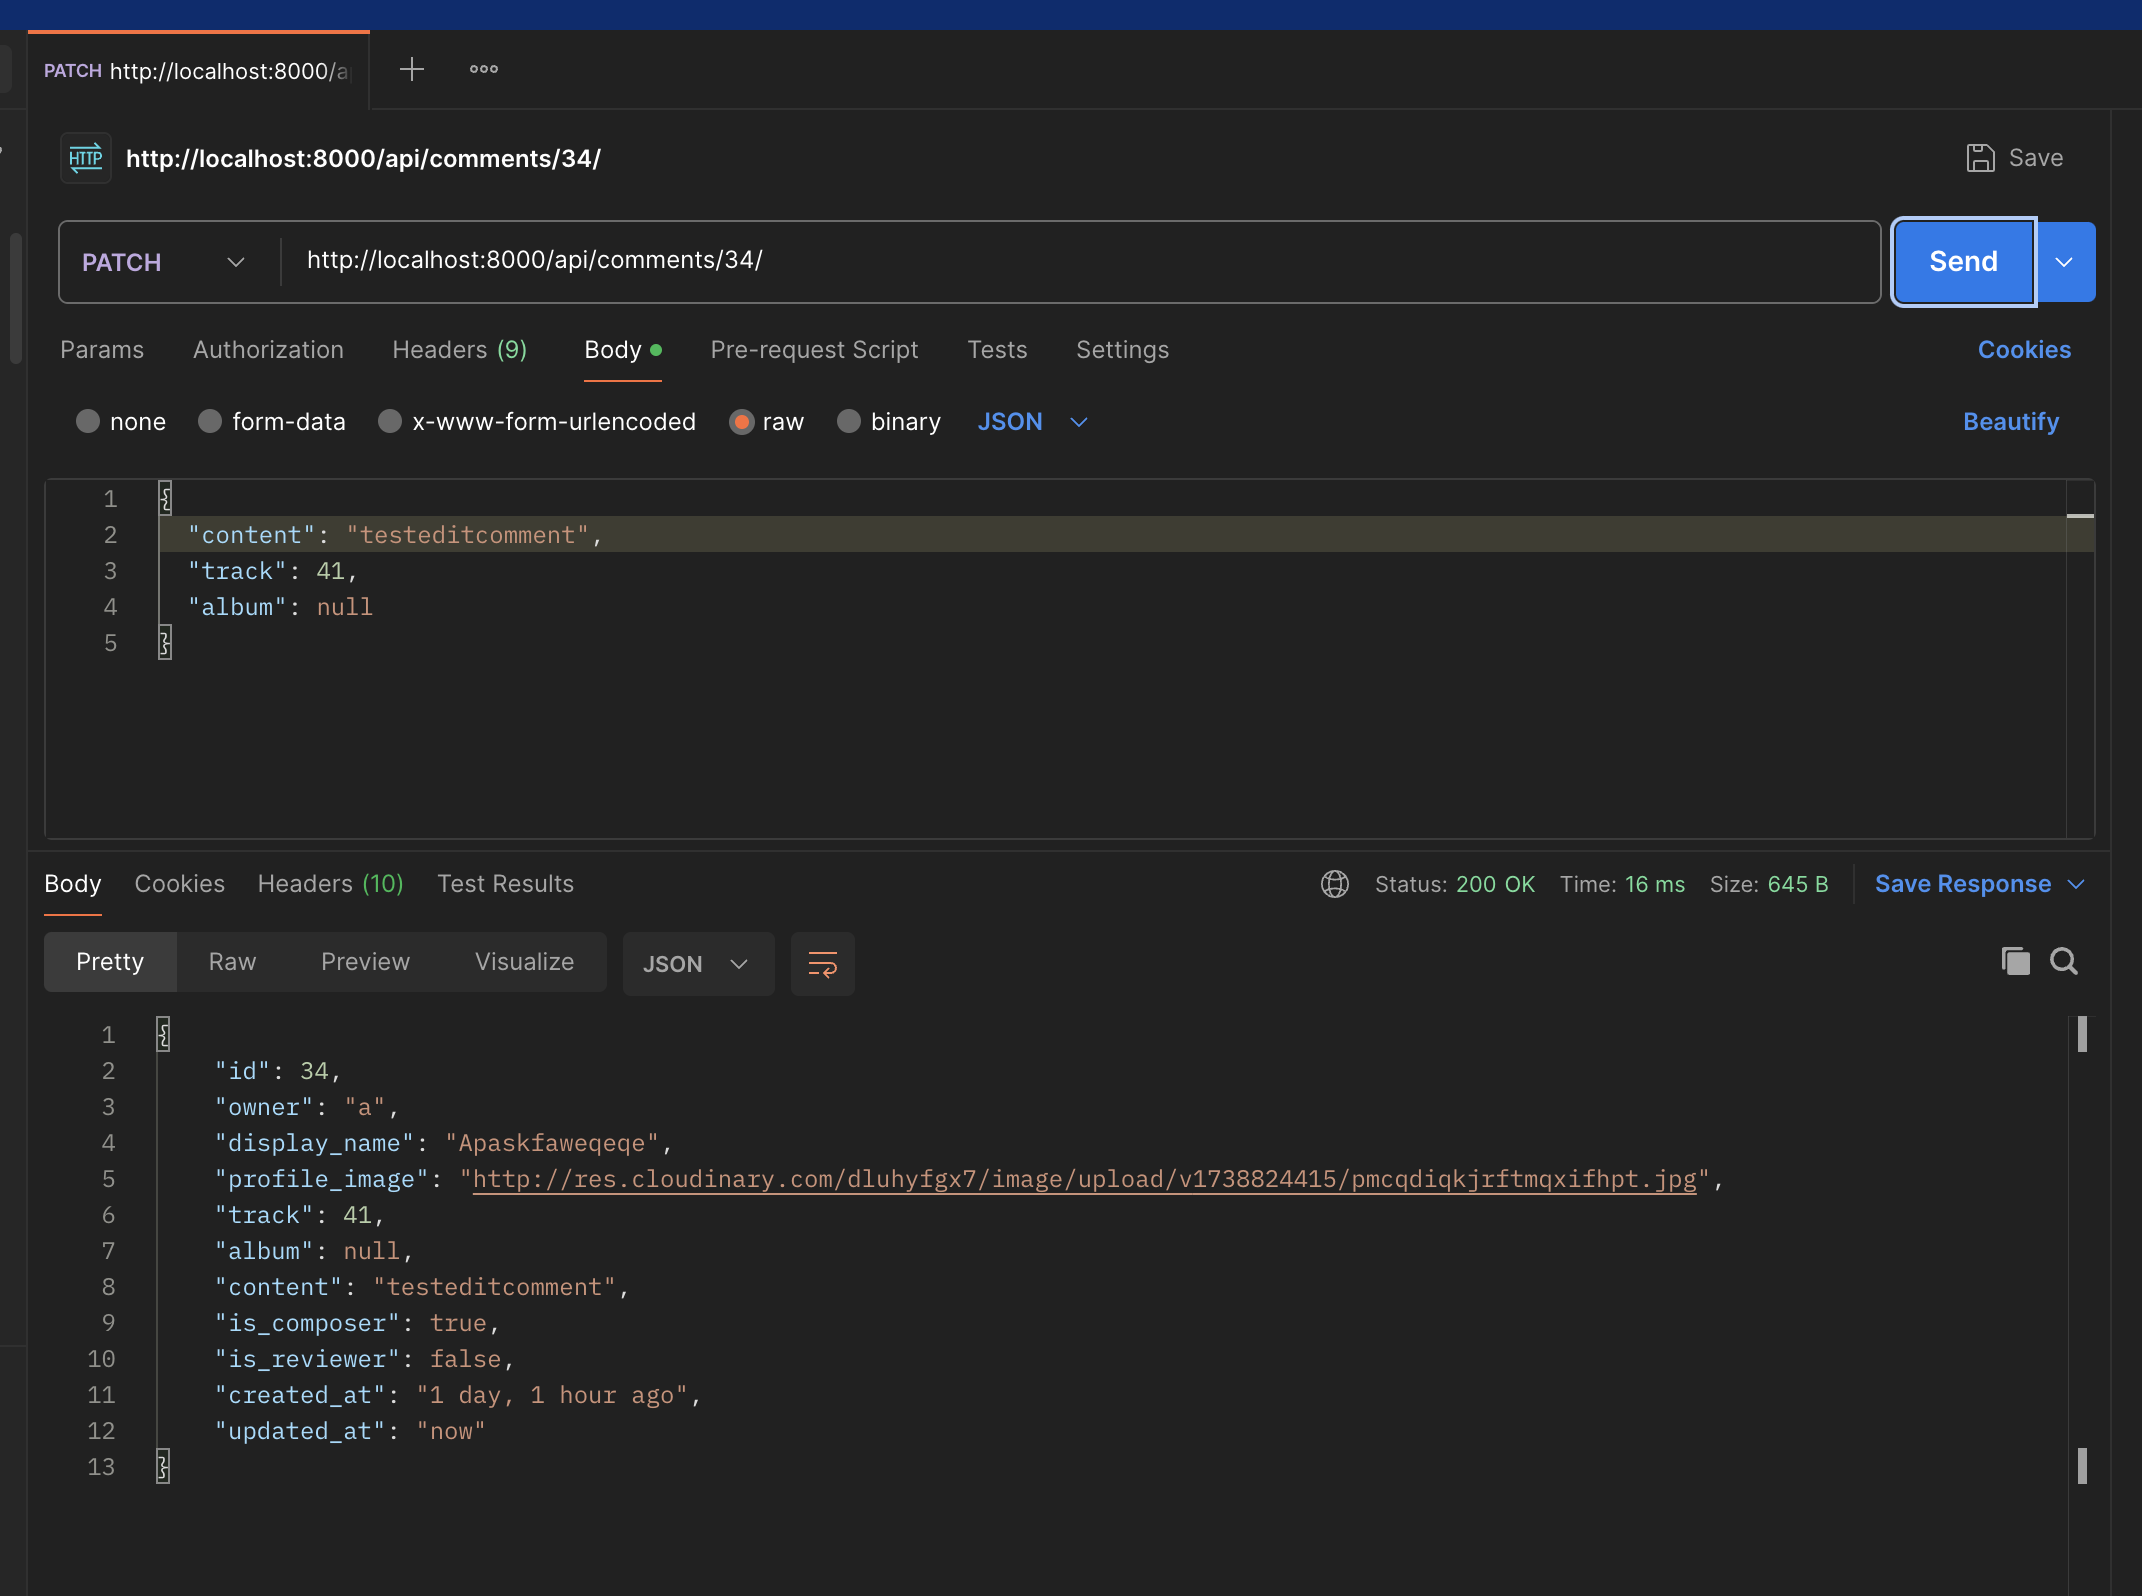 PATCH http://localhost:8000/a
HTTP http://localhost:8000/api/comments/34/ Save
PATCH http://localhost:8000/api/comments/34/ Send
Params Authorization Headers (9) Body Pre-request Script Tests Settings Cookies
none form-data x-www-form-urlencoded raw binary JSON Beautify
1 {
2 "content": "testeditcomment",
3 "track": 41,
4 "album": null
5 }
Body Cookies Headers (10) Test Results Status: 200 OK Time: 16 ms Size: 645 B Save Response
Pretty Raw Preview Visualize JSON
1 {
2 "id": 34,
3 "owner": "a",
4 "display_name": "Apaskfaweqeqe",
5 "profile_image": "http://res.cloudinary.com/dluhyfgx7/image/upload/v1738824415/pmcqdiqkjrftmqxifhpt.jpg",
6 "track": 41,
7 "album": null,
8 "content": "testeditcomment",
9 "is_composer": true,
10 "is_reviewer": false,
11 "created_at": "1 day, 1 hour ago",
12 "updated_at": "now"
13 }